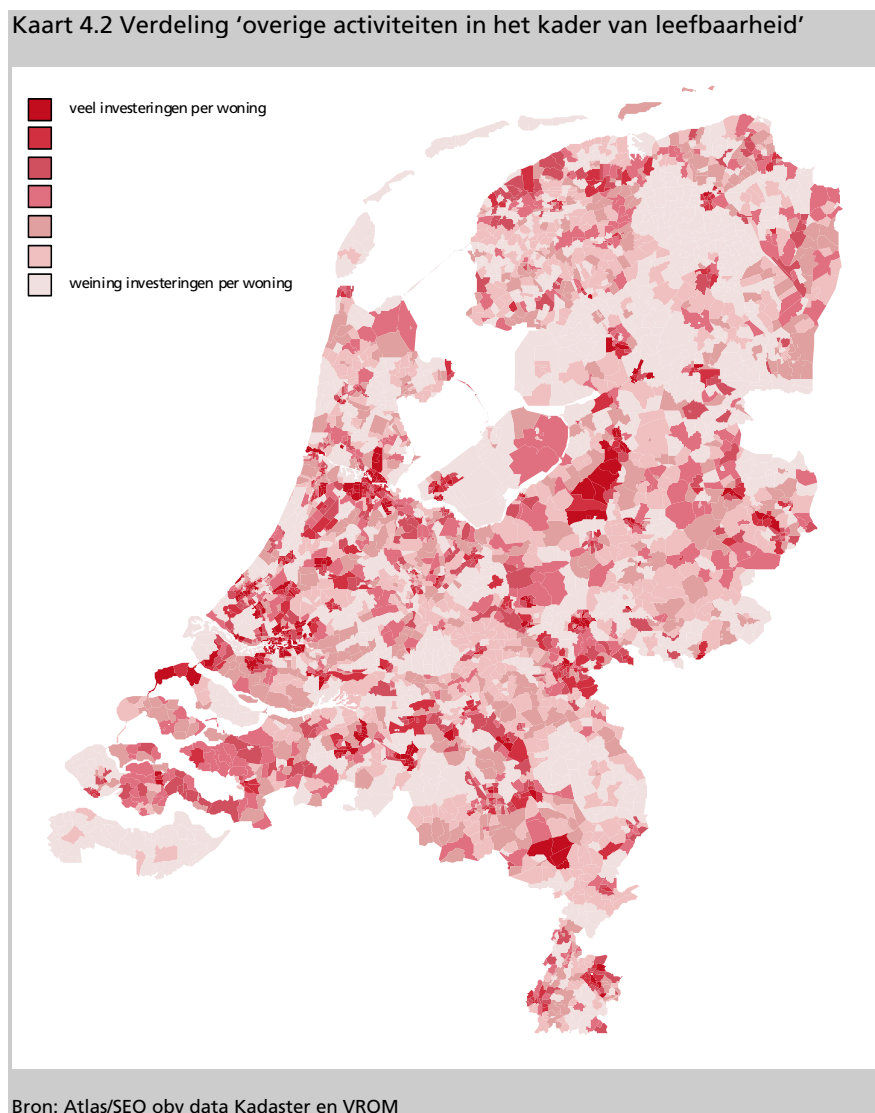 Kaart 4.2 Verdeling ‘overige activiteiten in het kader van leefbaarheid’
veel investeringen per woning
weining investeringen per woning
Bron: Atlas/SEO obv data Kadaster en VROM